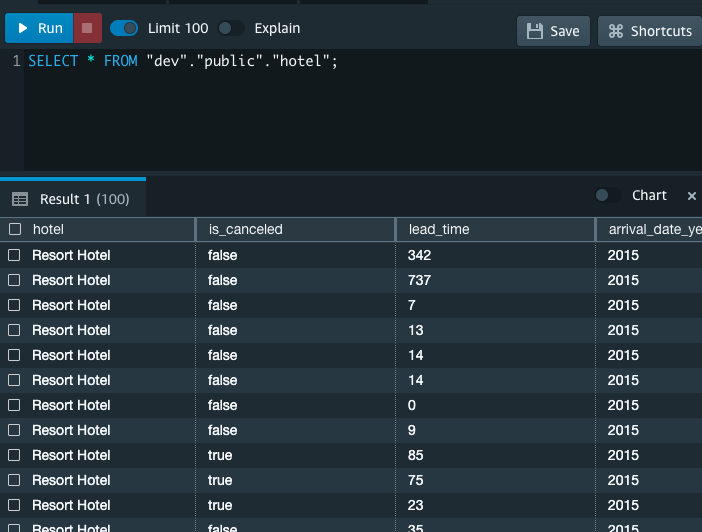 Run Limit 100 Explain Save Shortcuts
1 SELECT * FROM "dev"."public"."hotel";
Result 1 (100) Chart
hotel is_canceled lead_time arrival_date_ye
Resort Hotel false 342 2015
Resort Hotel false 737 2015
Resort Hotel false 7 2015
Resort Hotel false 13 2015
Resort Hotel false 14 2015
Resort Hotel false 14 2015
Resort Hotel false 0 2015
Resort Hotel false 9 2015
Resort Hotel true 85 2015
Resort Hotel true 75 2015
Resort Hotel true 23 2015
Resort Hotel false 35 2015